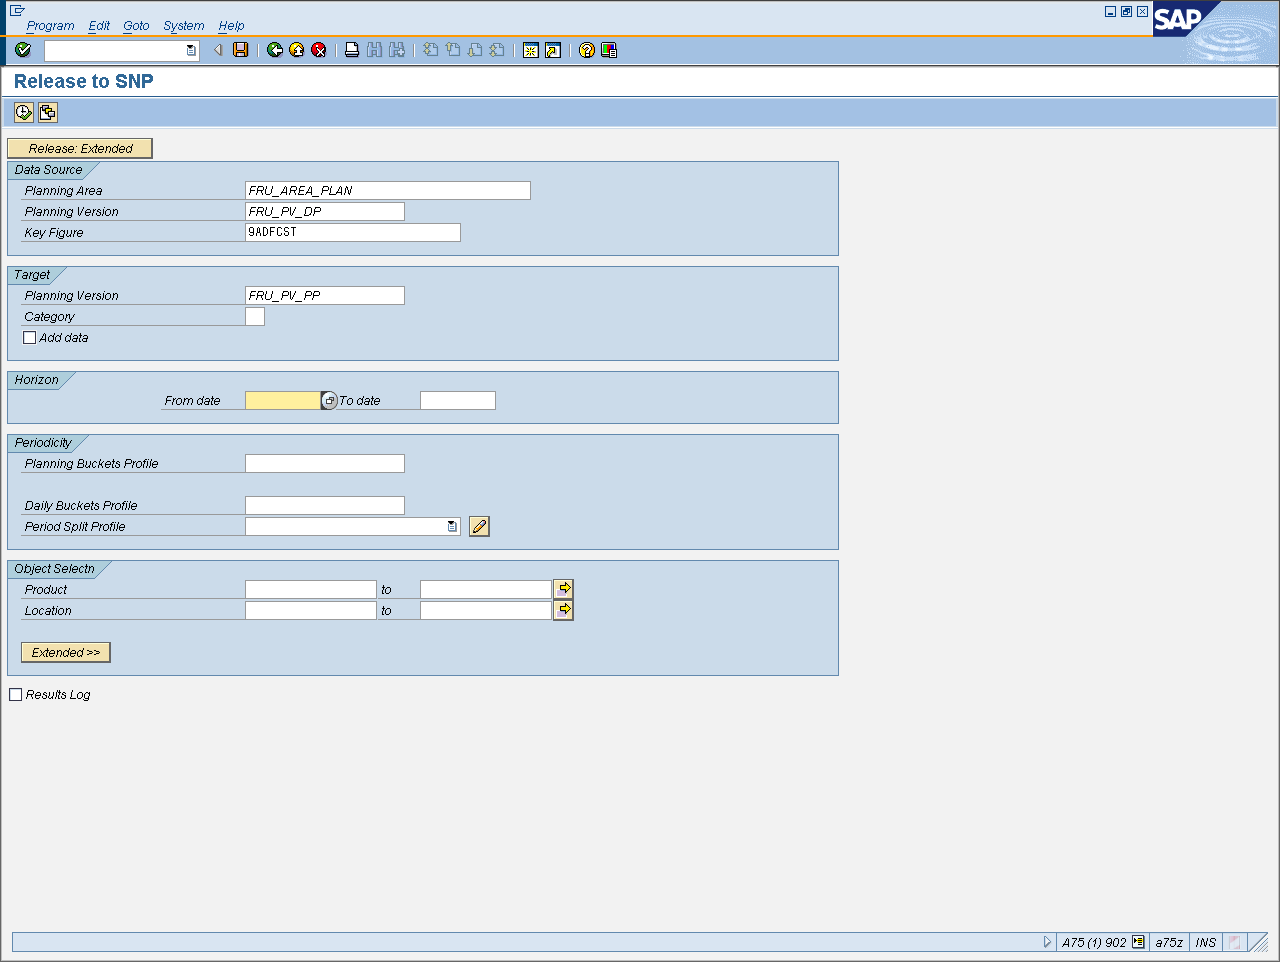 Program Edit Goto System Help
SAP
Release to SNP
Release: Extended
Data Source
Planning Area FRU_AREA_PLAN
Planning Version FRU_PV_DP
Key Figure 9ADFCST
Target
Planning Version FRU_PV_PP
Category
Add data
Horizon
From date To date
Periodicity
Planning Buckets Profile
Daily Buckets Profile
Period Split Profile
Object Selectn
Product to
Location to
Extended >>
Results Log
A75 (1) 902 a75z INS